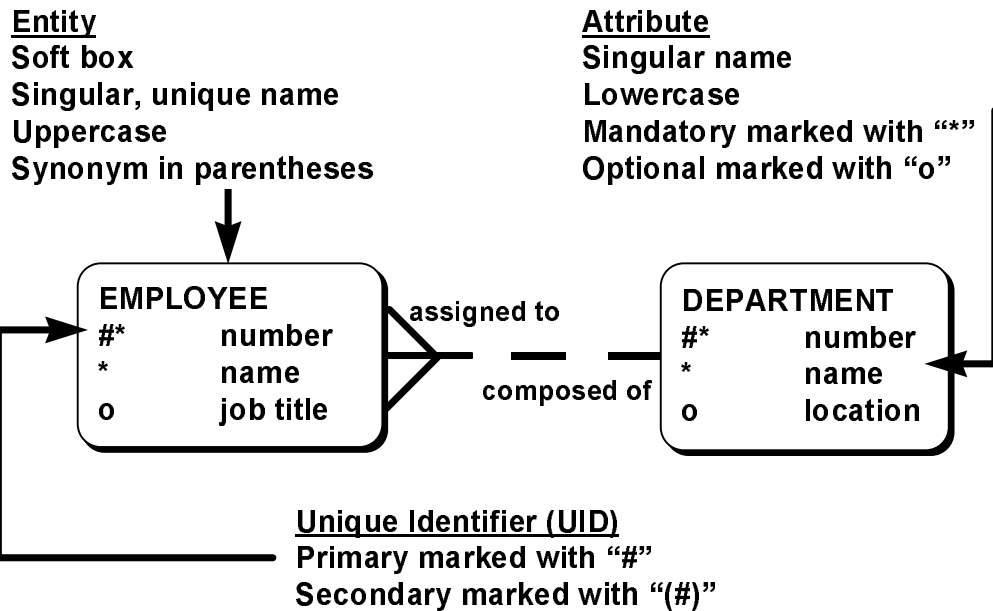 Entity
Soft box
Singular, unique name
Uppercase
Synonym in parentheses
Attribute
Singular name
Lowercase
Mandatory marked with “*”
Optional marked with “o”
EMPLOYEE
#* number
* name
o job title
assigned to
composed of
DEPARTMENT
#* number
* name
o location
Unique Identifier (UID)
Primary marked with “#”
Secondary marked with “(#)”